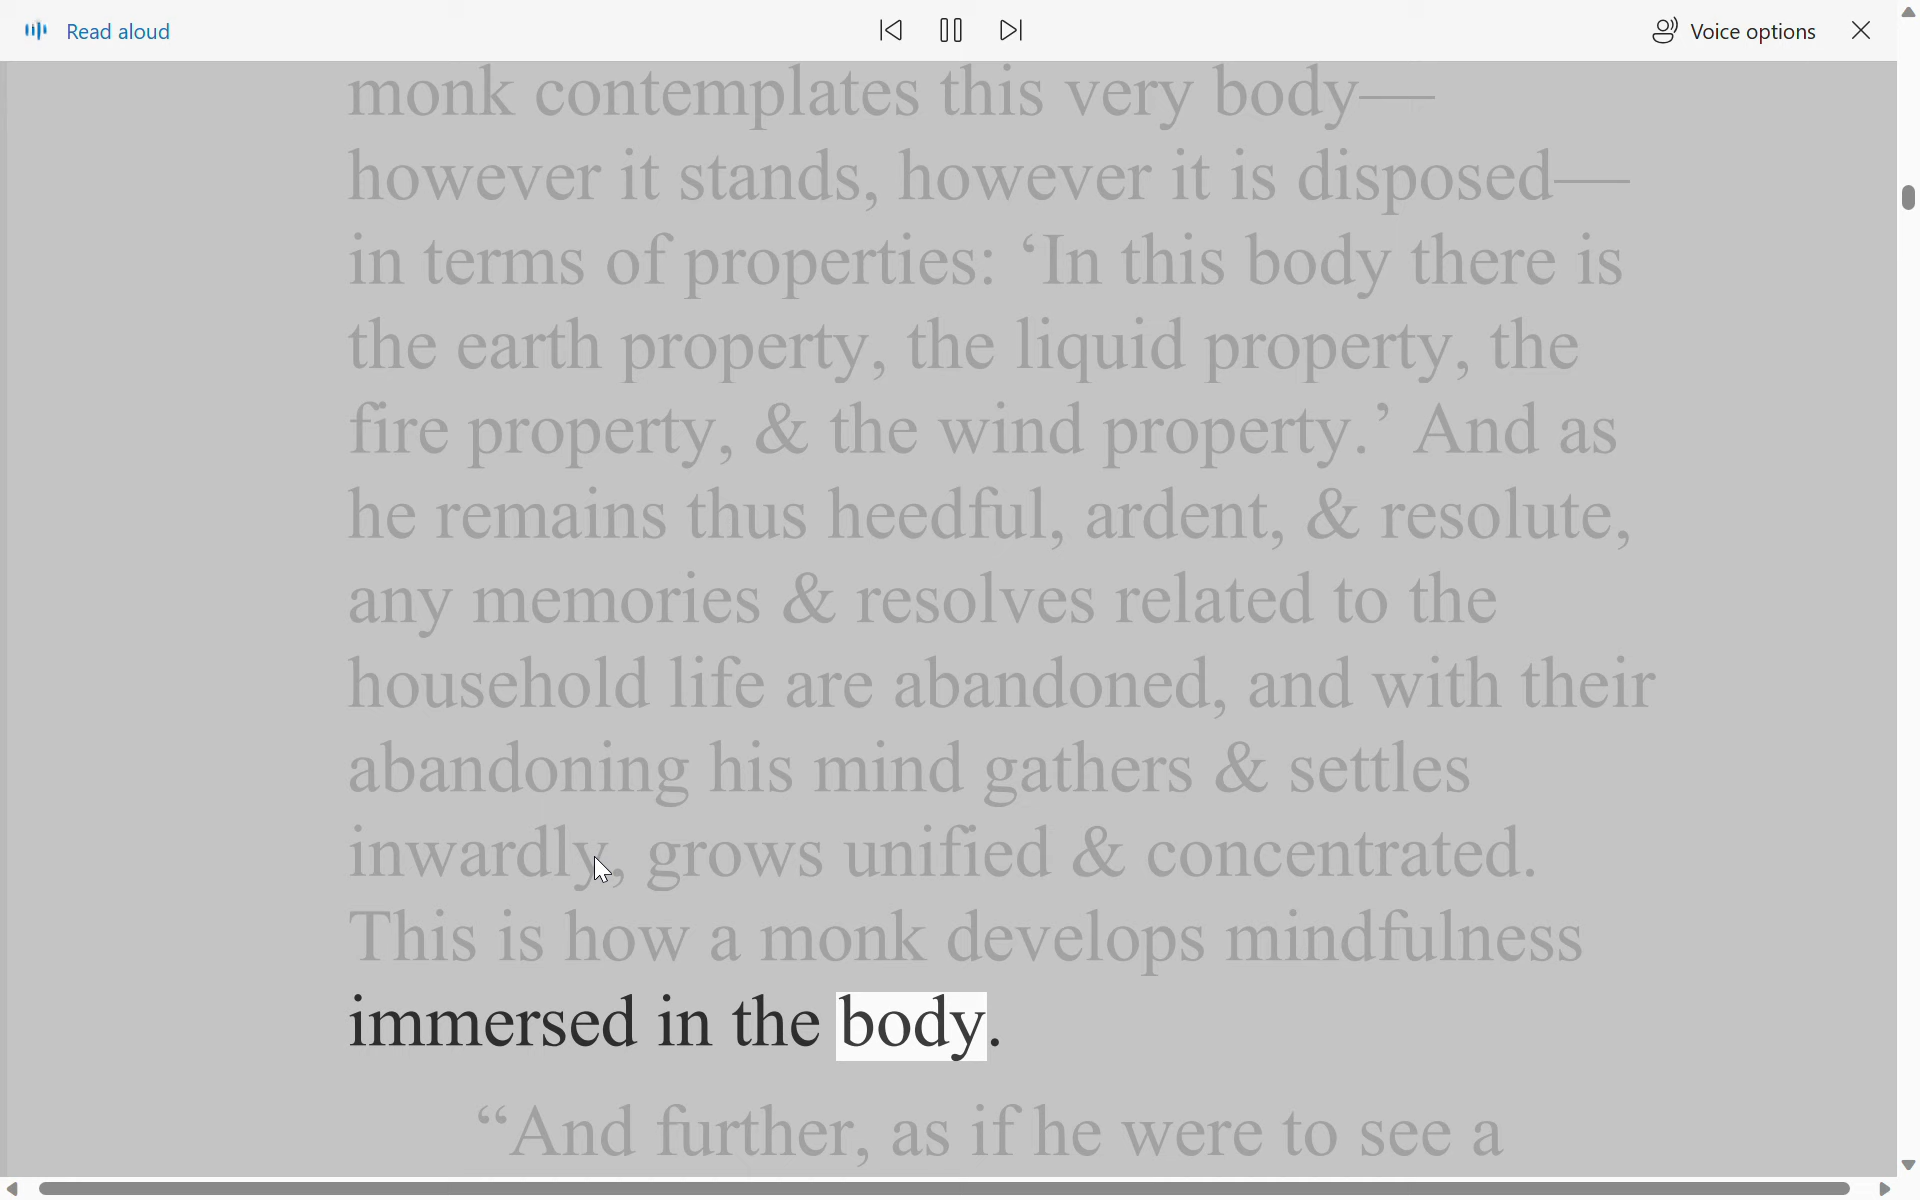 Read aloud
Voice options
monk contemplates this very body—
however it stands, however it is disposed—
in terms of properties: ‘In this body there is
the earth property, the liquid property, the
fire property, & the wind property.’ And as
he remains thus heedful, ardent, & resolute,
any memories & resolves related to the
household life are abandoned, and with their
abandoning his mind gathers & settles
inwardly, grows unified & concentrated.
This is how a monk develops mindfulness
immersed in the body.
“And further, as if he were to see a